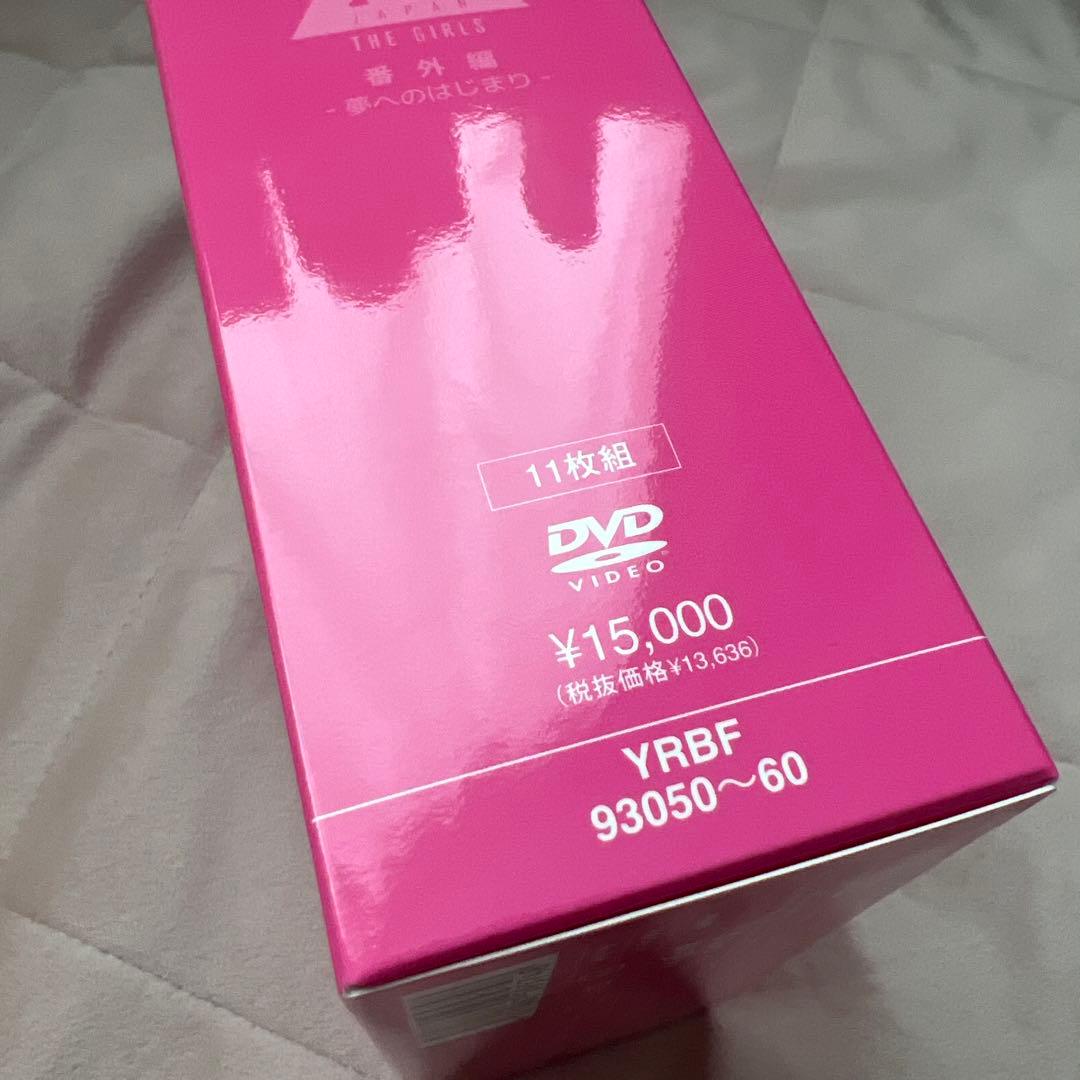 JAPAN
THE GIRLS
番外編
-夢へのはじまり-
11枚組
DVD
VIDEO
¥15,000
(税抜価格¥13,636)
YRBF
93050〜60